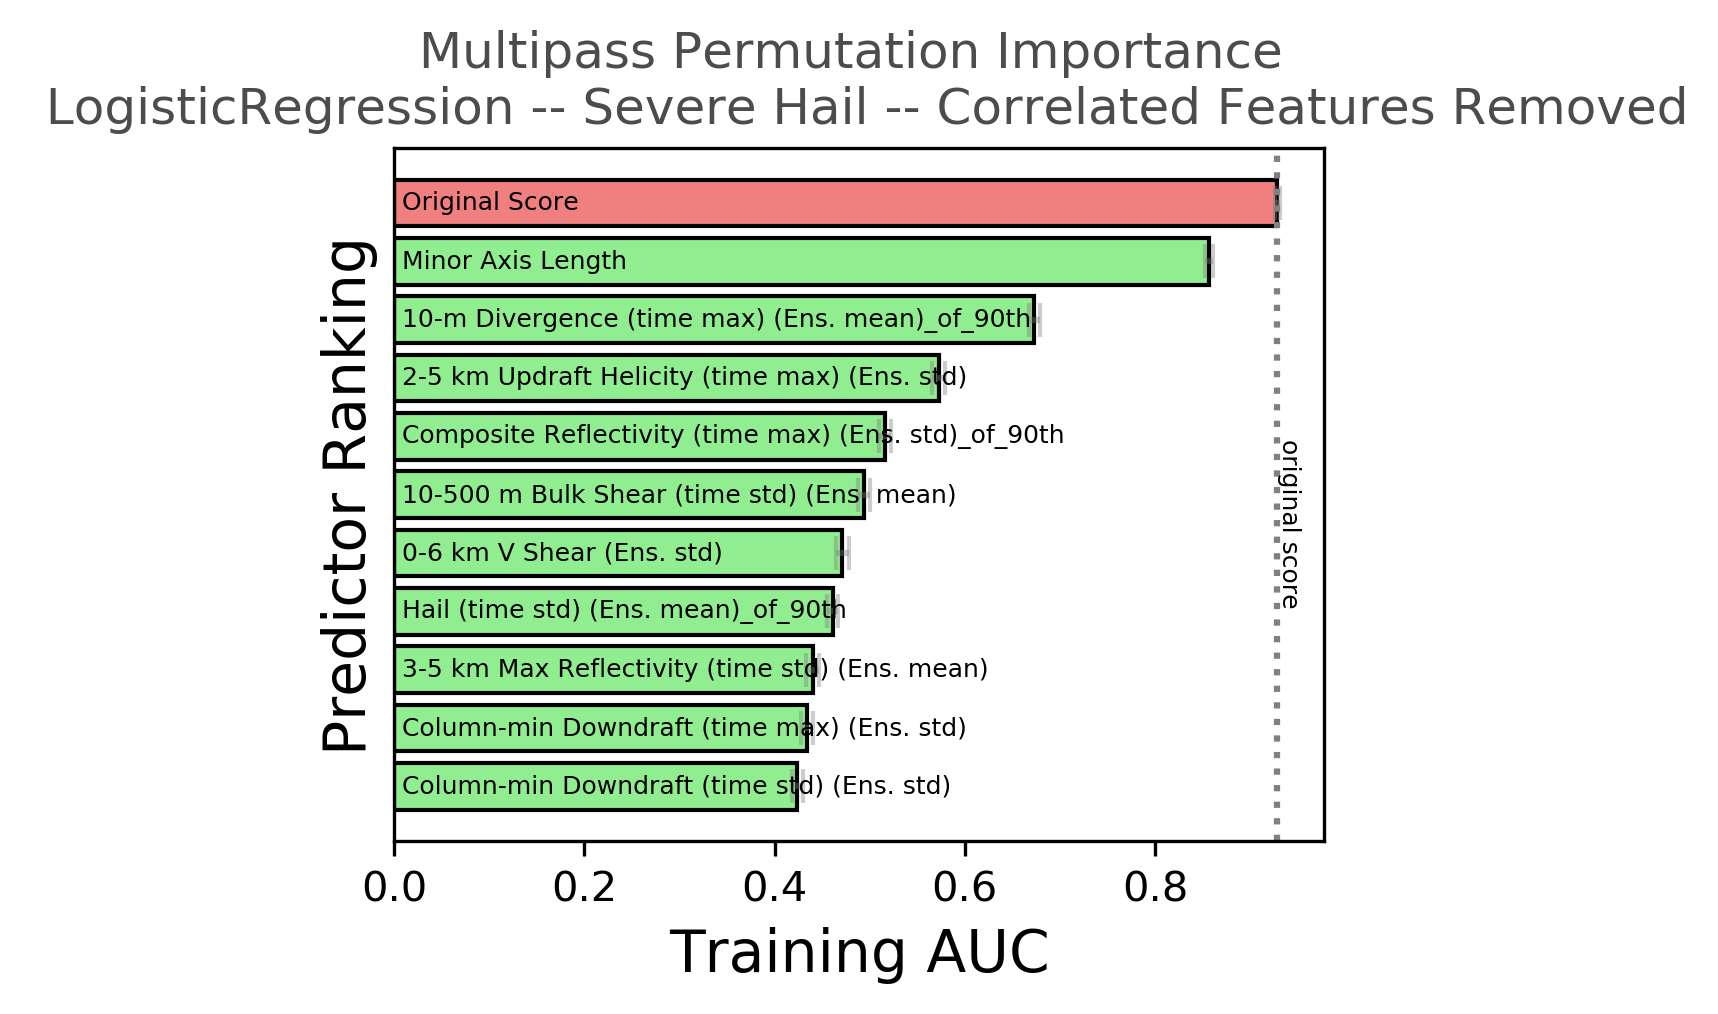 Multipass Permutation Importance
LogisticRegression -- Severe Hail -- Correlated Features Removed
Predictor Ranking
Original Score
Minor Axis Length
10-m Divergence (time max) (Ens. mean)_of_90th
2-5 km Updraft Helicity (time max) (Ens. std)
Composite Reflectivity (time max) (Ens. std)_of_90th
10-500 m Bulk Shear (time std) (Ens. mean)
0-6 km V Shear (Ens. std)
Hail (time std) (Ens. mean)_of_90th
3-5 km Max Reflectivity (time std) (Ens. mean)
Column-min Downdraft (time max) (Ens. std)
Column-min Downdraft (time std) (Ens. std)
original score
0.0 0.2 0.4 0.6 0.8
Training AUC